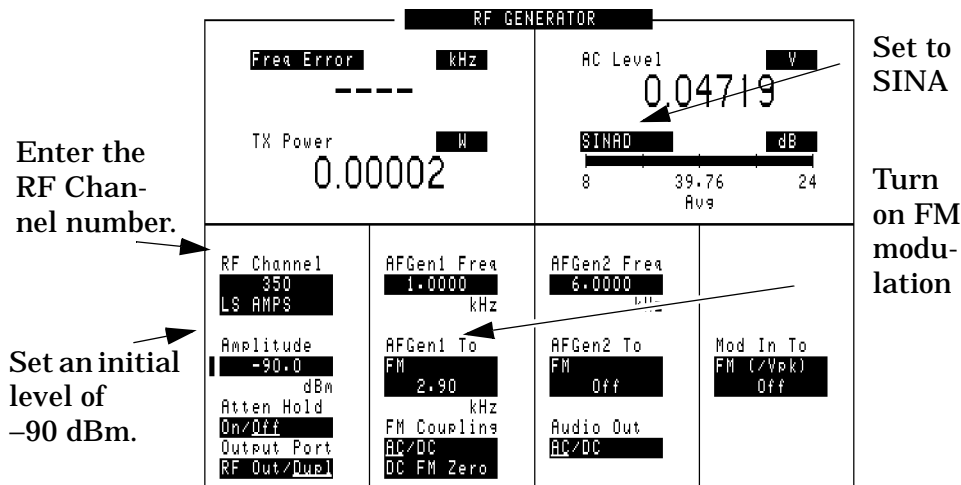 RF GENERATOR
Freq Error kHz
----
TX Power W
0.00002
AC Level V
0.04719
SINAD dB
8 39.76 24
Avg
Set to
SINA
Turn
on FM
modu-
lation
Enter the
RF Chan-
nel number.
Set an initial
level of
–90 dBm.
RF Channel
350
LS AMPS
Amplitude
-90.0
dBm
Atten Hold
On/Off
Output Port
RF Out/Dupl
AFGen1 Freq
1.0000
kHz
AFGen1 To
FM
2.90
kHz
FM Coupling
AC/DC
DC FM Zero
AFGen2 Freq
6.0000
kHz
AFGen2 To
FM
Off
Audio Out
AC/DC
Mod In To
FM (/Vpk)
Off